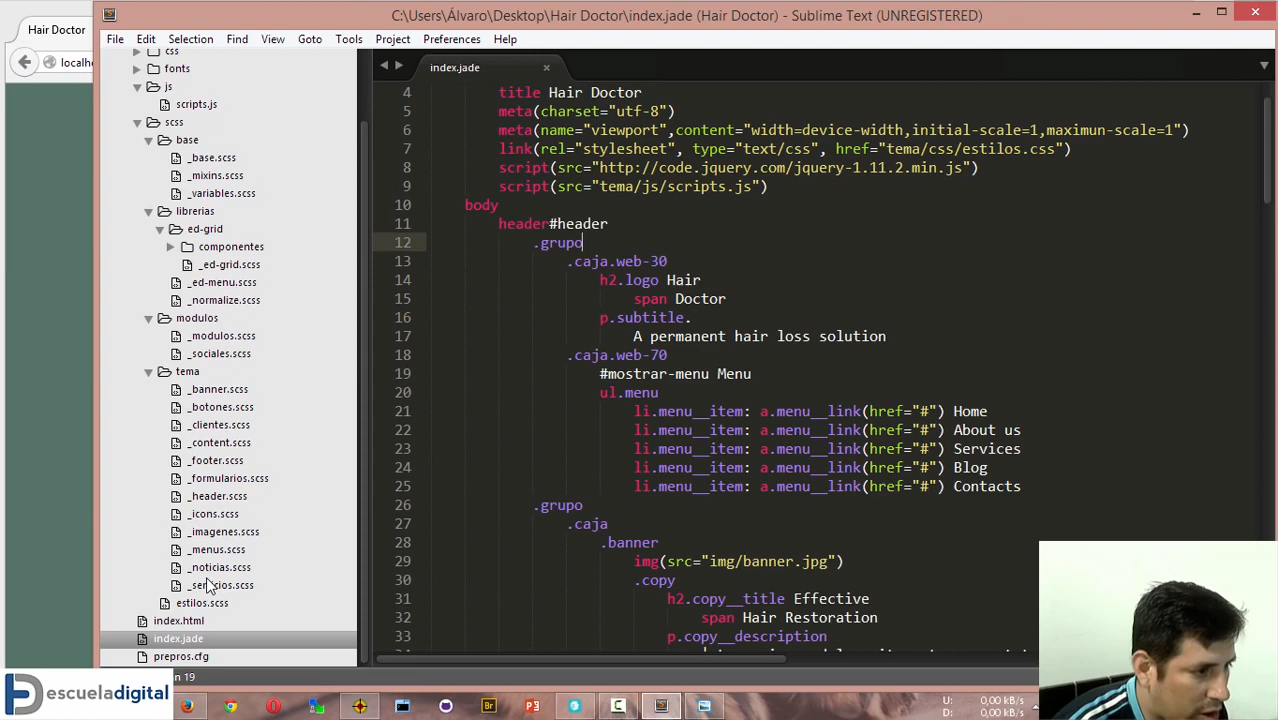 C:\Users\Álvaro\Desktop\Hair Doctor\index.jade (Hair Doctor) - Sublime Text (UNREGISTERED)
Hair Doctor
localhe
File Edit Selection Find View Goto Tools Project Preferences Help
css
fonts
js
scripts.js
scss
base
_base.scss
_mixins.scss
_variables.scss
librerias
ed-grid
componentes
_ed-grid.scss
_ed-menu.scss
_normalize.scss
modulos
_modulos.scss
_sociales.scss
tema
_banner.scss
_botones.scss
_clientes.scss
_content.scss
_footer.scss
_formularios.scss
_header.scss
_icons.scss
_imagenes.scss
_menus.scss
_noticias.scss
_servicios.scss
estilos.scss
index.html
index.jade
prepros.cfg
index.jade
4 title Hair Doctor
5 meta(charset="utf-8")
6 meta(name="viewport",content="width=device-width,initial-scale=1,maximun-scale=1")
7 link(rel="stylesheet", type="text/css", href="tema/css/estilos.css")
8 script(src="http://code.jquery.com/jquery-1.11.2.min.js")
9 script(src="tema/js/scripts.js")
10 body
11 header#header
12 .grupo
13 .caja.web-30
14 h2.logo Hair
15 span Doctor
16 p.subtitle.
17 A permanent hair loss solution
18 .caja.web-70
19 #mostrar-menu Menu
20 ul.menu
21 li.menu__item: a.menu__link(href="#") Home
22 li.menu__item: a.menu__link(href="#") About us
23 li.menu__item: a.menu__link(href="#") Services
24 li.menu__item: a.menu__link(href="#") Blog
25 li.menu__item: a.menu__link(href="#") Contacts
26 .grupo
27 .caja
28 .banner
29 img(src="img/banner.jpg")
30 .copy
31 h2.copy__title Effective
32 span Hair Restoration
33 p.copy__description
n 19
escueladigital
Br
U: 0,00 kB/s
D: 0,00 kB/s